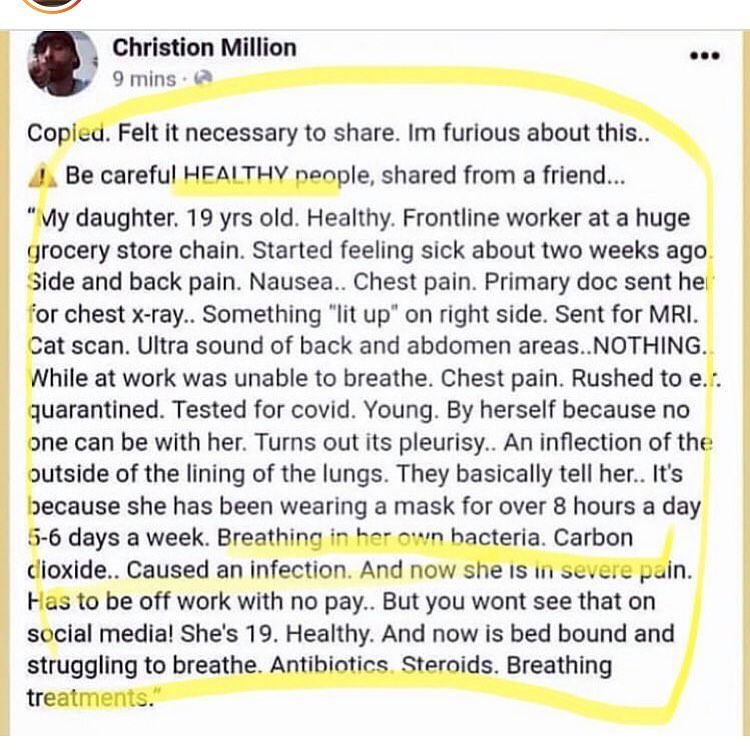 Christion Million
9 mins ·
Copied. Felt it necessary to share. Im furious about this..
Be careful HEALTHY people, shared from a friend...
"My daughter. 19 yrs old. Healthy. Frontline worker at a huge
grocery store chain. Started feeling sick about two weeks ago.
Side and back pain. Nausea.. Chest pain. Primary doc sent her
for chest x-ray.. Something "lit up" on right side. Sent for MRI.
Cat scan. Ultra sound of back and abdomen areas..NOTHING..
While at work was unable to breathe. Chest pain. Rushed to e.r.
quarantined. Tested for covid. Young. By herself because no
one can be with her. Turns out its pleurisy.. An inflection of the
outside of the lining of the lungs. They basically tell her.. It's
because she has been wearing a mask for over 8 hours a day
5-6 days a week. Breathing in her own bacteria. Carbon
dioxide.. Caused an infection. And now she is in severe pain.
Has to be off work with no pay.. But you wont see that on
social media! She's 19. Healthy. And now is bed bound and
struggling to breathe. Antibiotics. Steroids. Breathing
treatments."